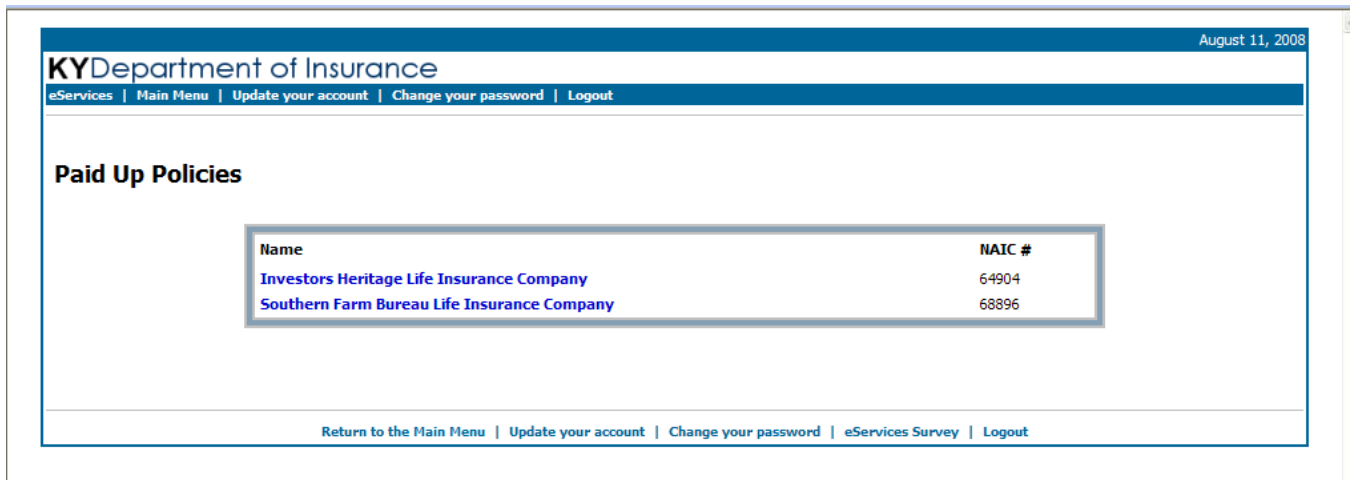 August 11, 2008
KYDepartment of Insurance
eServices | Main Menu | Update your account | Change your password | Logout
Paid Up Policies
Name NAIC #
Investors Heritage Life Insurance Company 64904
Southern Farm Bureau Life Insurance Company 68896
Return to the Main Menu | Update your account | Change your password | eServices Survey | Logout